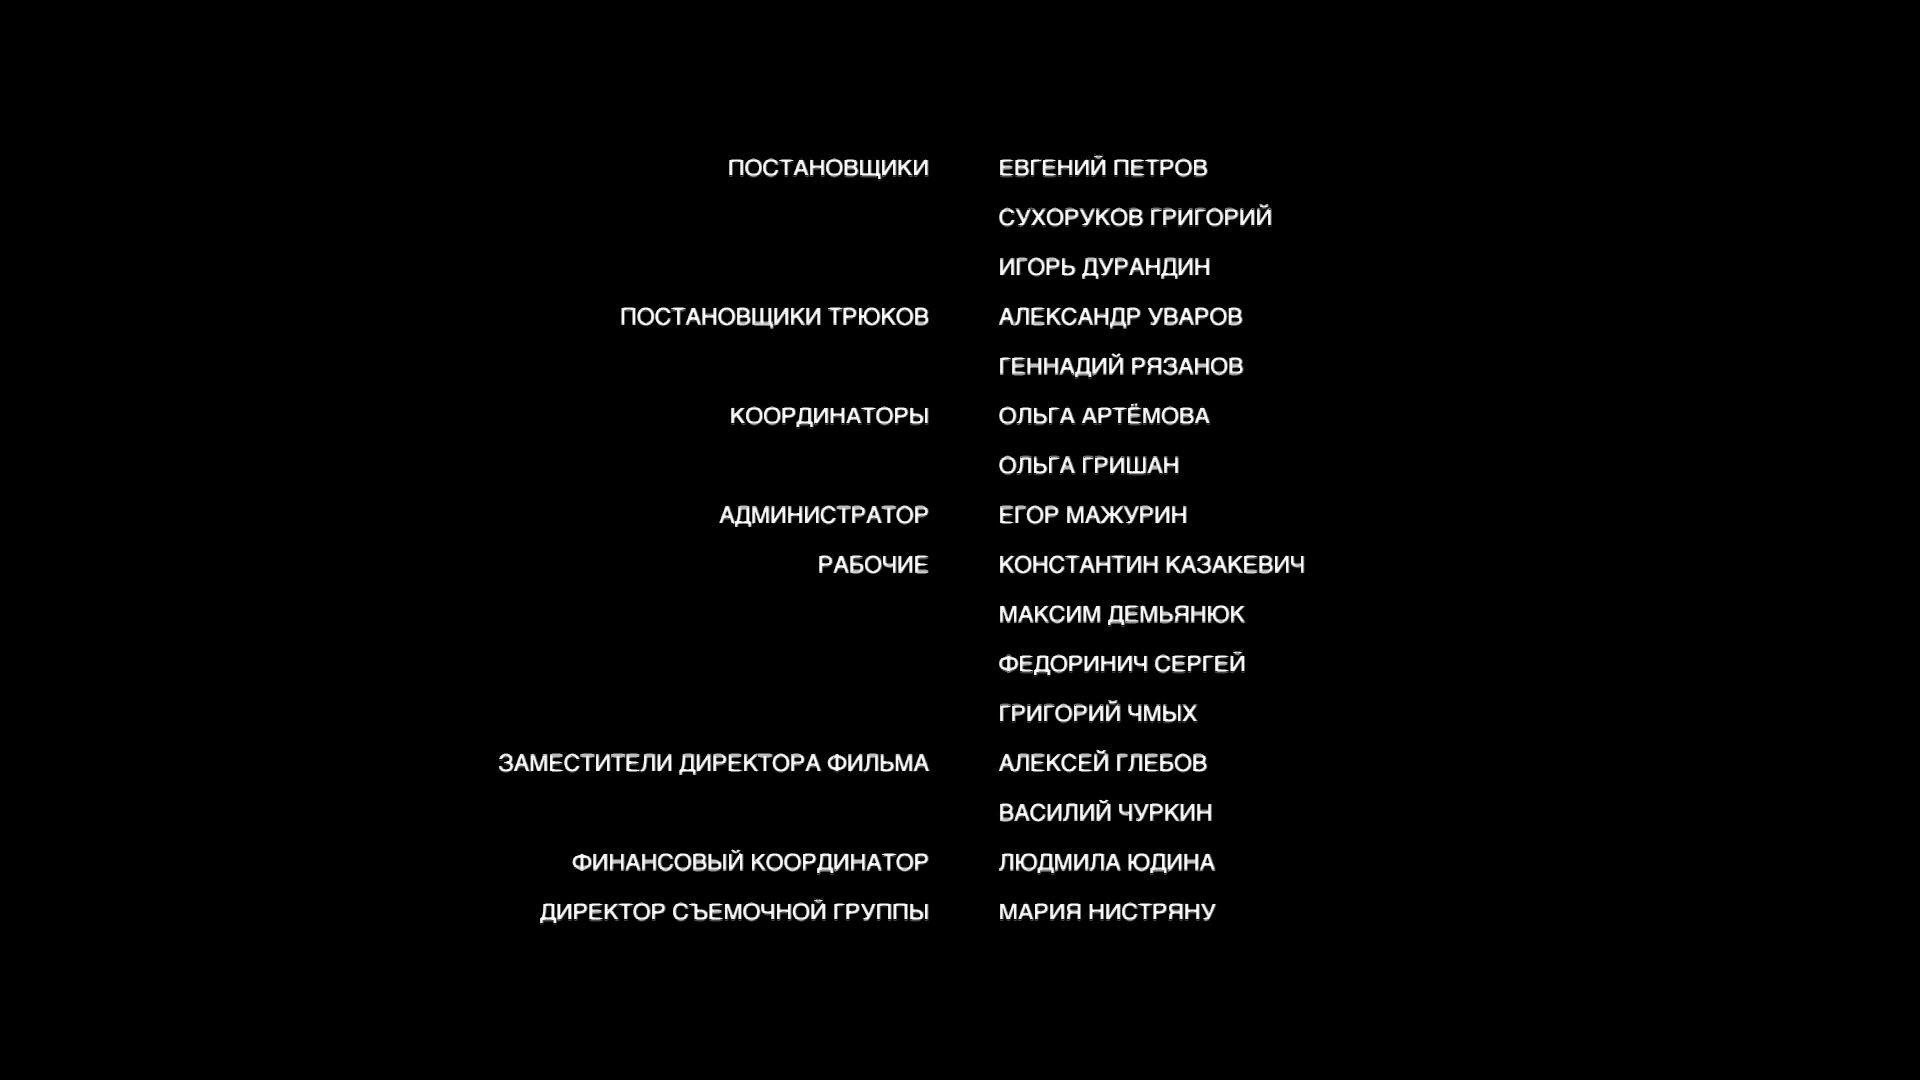 ПОСТАНОВЩИКИ ЕВГЕНИЙ ПЕТРОВ
СУХОРУКОВ ГРИГОРИЙ
ИГОРЬ ДУРАНДИН
ПОСТАНОВЩИКИ ТРЮКОВ АЛЕКСАНДР УВАРОВ
ГЕННАДИЙ РЯЗАНОВ
КООРДИНАТОРЫ ОЛЬГА АРТЁМОВА
ОЛЬГА ГРИШАН
АДМИНИСТРАТОР ЕГОР МАЖУРИН
РАБОЧИЕ КОНСТАНТИН КАЗАКЕВИЧ
МАКСИМ ДЕМЬЯНЮК
ФЕДОРИНИЧ СЕРГЕЙ
ГРИГОРИЙ ЧМЫХ
ЗАМЕСТИТЕЛИ ДИРЕКТОРА ФИЛЬМА АЛЕКСЕЙ ГЛЕБОВ
ВАСИЛИЙ ЧУРКИН
ФИНАНСОВЫЙ КООРДИНАТОР ЛЮДМИЛА ЮДИНА
ДИРЕКТОР СЪЕМОЧНОЙ ГРУППЫ МАРИЯ НИСТРЯНУ